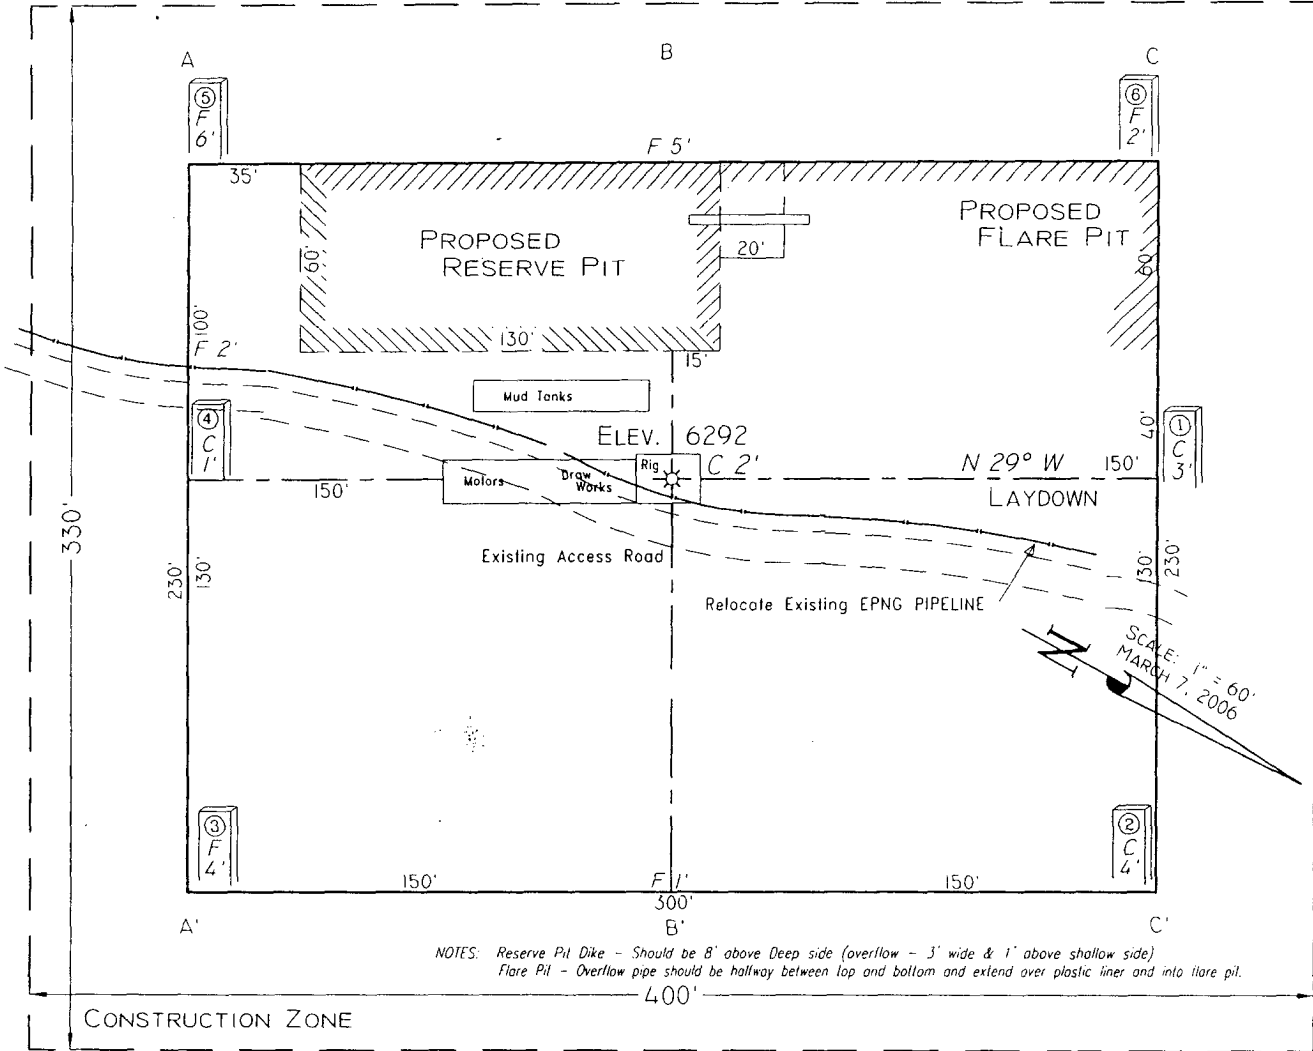 A
B
C
⑤
F
6'
⑥
F
2'
F 5'
35'
PROPOSED
RESERVE PIT
PROPOSED
FLARE PIT
20'
60'
60'
100'
F 2'
130'
15'
Mud Tanks
④
C
1'
ELEV. 6292
Rig
C 2'
Motors
Draw
Works
N 29° W
150'
40'
①
C
3'
150'
LAYDOWN
330'
Existing Access Road
230'
130'
130'
230'
Relocate Existing EPNG PIPELINE
N
SCALE: 1" = 60'
MARCH 7, 2006
③
F
4'
②
C
4'
150'
F 1'
150'
300'
A'
B'
C'
NOTES: Reserve Pit Dike - Should be 8' above Deep side (overflow - 3' wide & 1' above shallow side)
Flare Pit - Overflow pipe should be halfway between top and bottom and extend over plastic liner and into flare pit.
400'
CONSTRUCTION ZONE